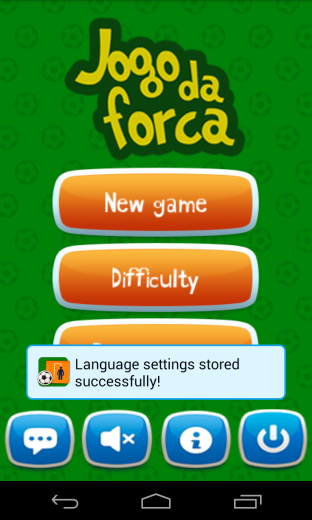 Jogo da
forca
New game
Difficulty
Language settings stored
successfully!